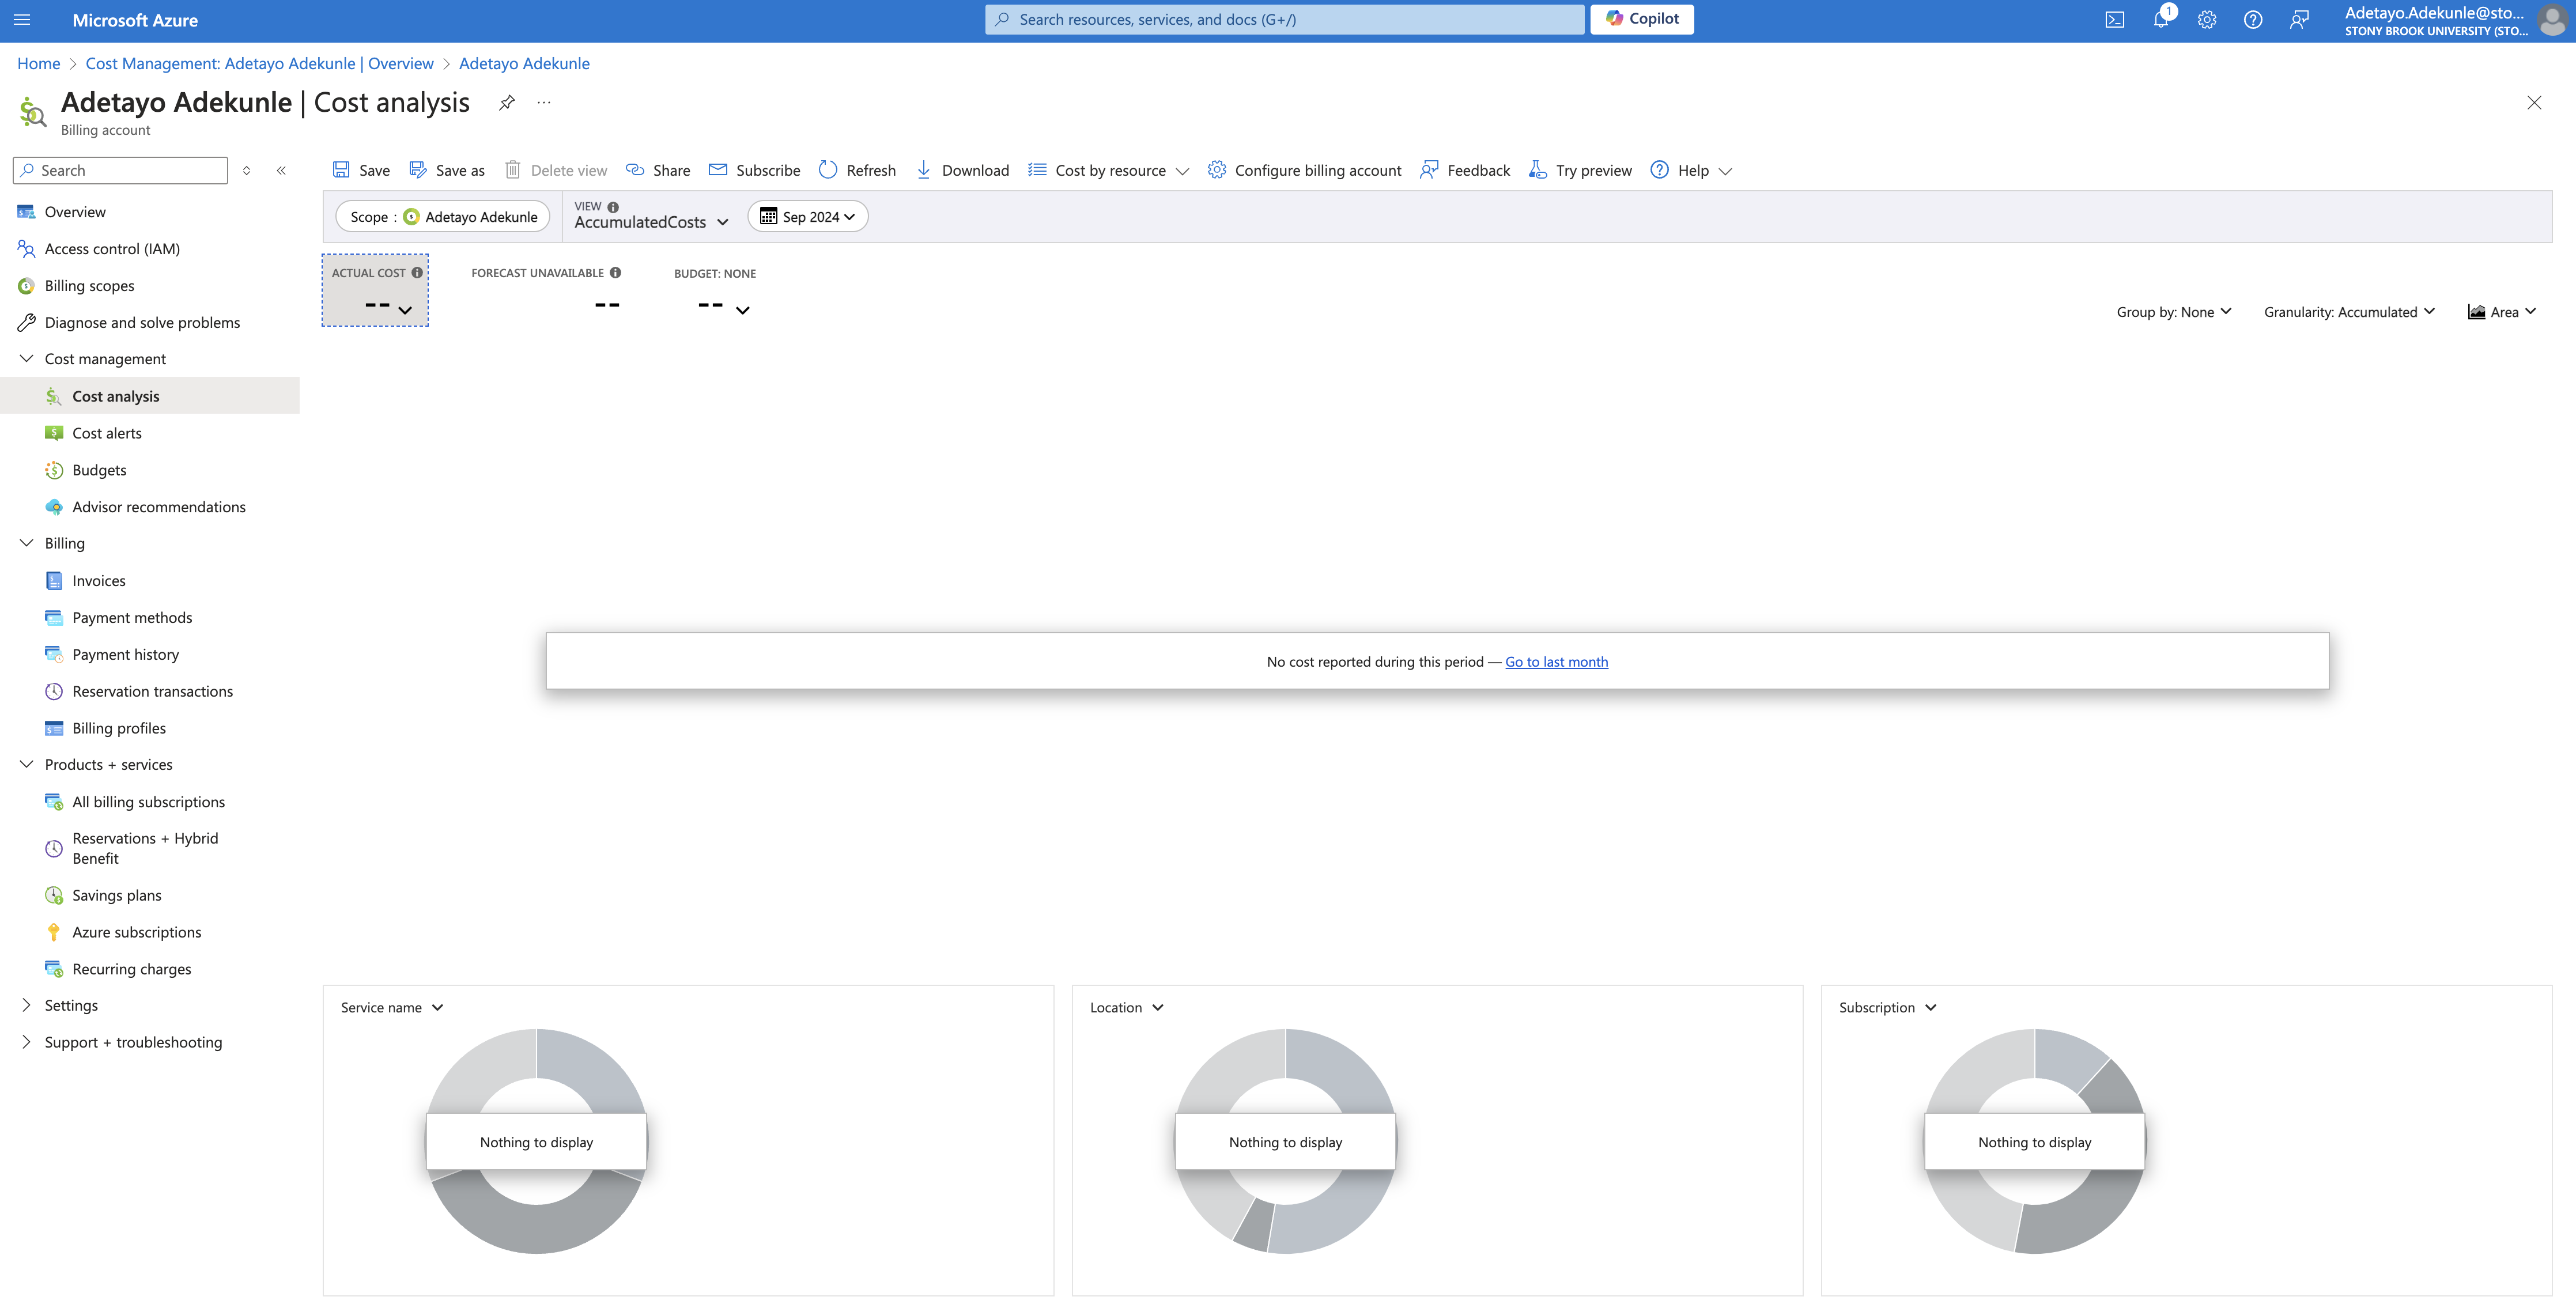 Microsoft Azure
Search resources, services, and docs (G+/)
Copilot
1
Adetayo.Adekunle@sto...
STONY BROOK UNIVERSITY (STO...
Home > Cost Management: Adetayo Adekunle | Overview > Adetayo Adekunle
Adetayo Adekunle | Cost analysis
...
Billing account
Search
Save
Save as
Delete view
Share
Subscribe
Refresh
Download
Cost by resource
Configure billing account
Feedback
Try preview
Help
Overview
Access control (IAM)
Billing scopes
Diagnose and solve problems
Cost management
Cost analysis
Cost alerts
Budgets
Advisor recommendations
Billing
Invoices
Payment methods
Payment history
Reservation transactions
Billing profiles
Products + services
All billing subscriptions
Reservations + Hybrid
Benefit
Savings plans
Azure subscriptions
Recurring charges
Settings
Support + troubleshooting
Scope : Adetayo Adekunle
VIEW
AccumulatedCosts
Sep 2024
ACTUAL COST
--
FORECAST UNAVAILABLE
--
BUDGET: NONE
--
Group by: None
Granularity: Accumulated
Area
No cost reported during this period — Go to last month
Service name
Nothing to display
Location
Nothing to display
Subscription
Nothing to display